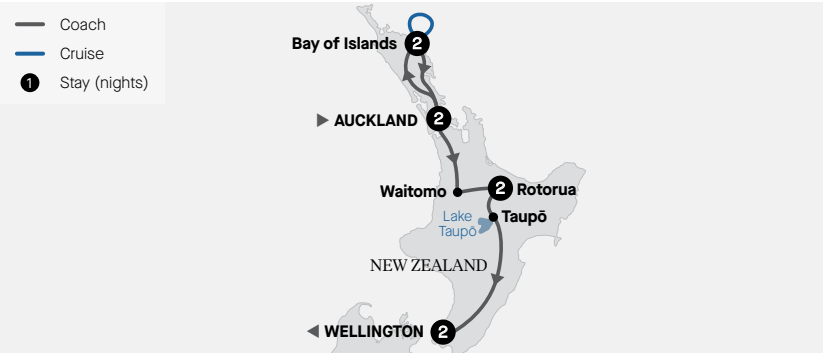 Coach
Cruise
1 Stay (nights)
Bay of Islands 2
AUCKLAND 2
Waitomo
2 Rotorua
Taupō
Lake
Taupō
NEW ZEALAND
WELLINGTON 2